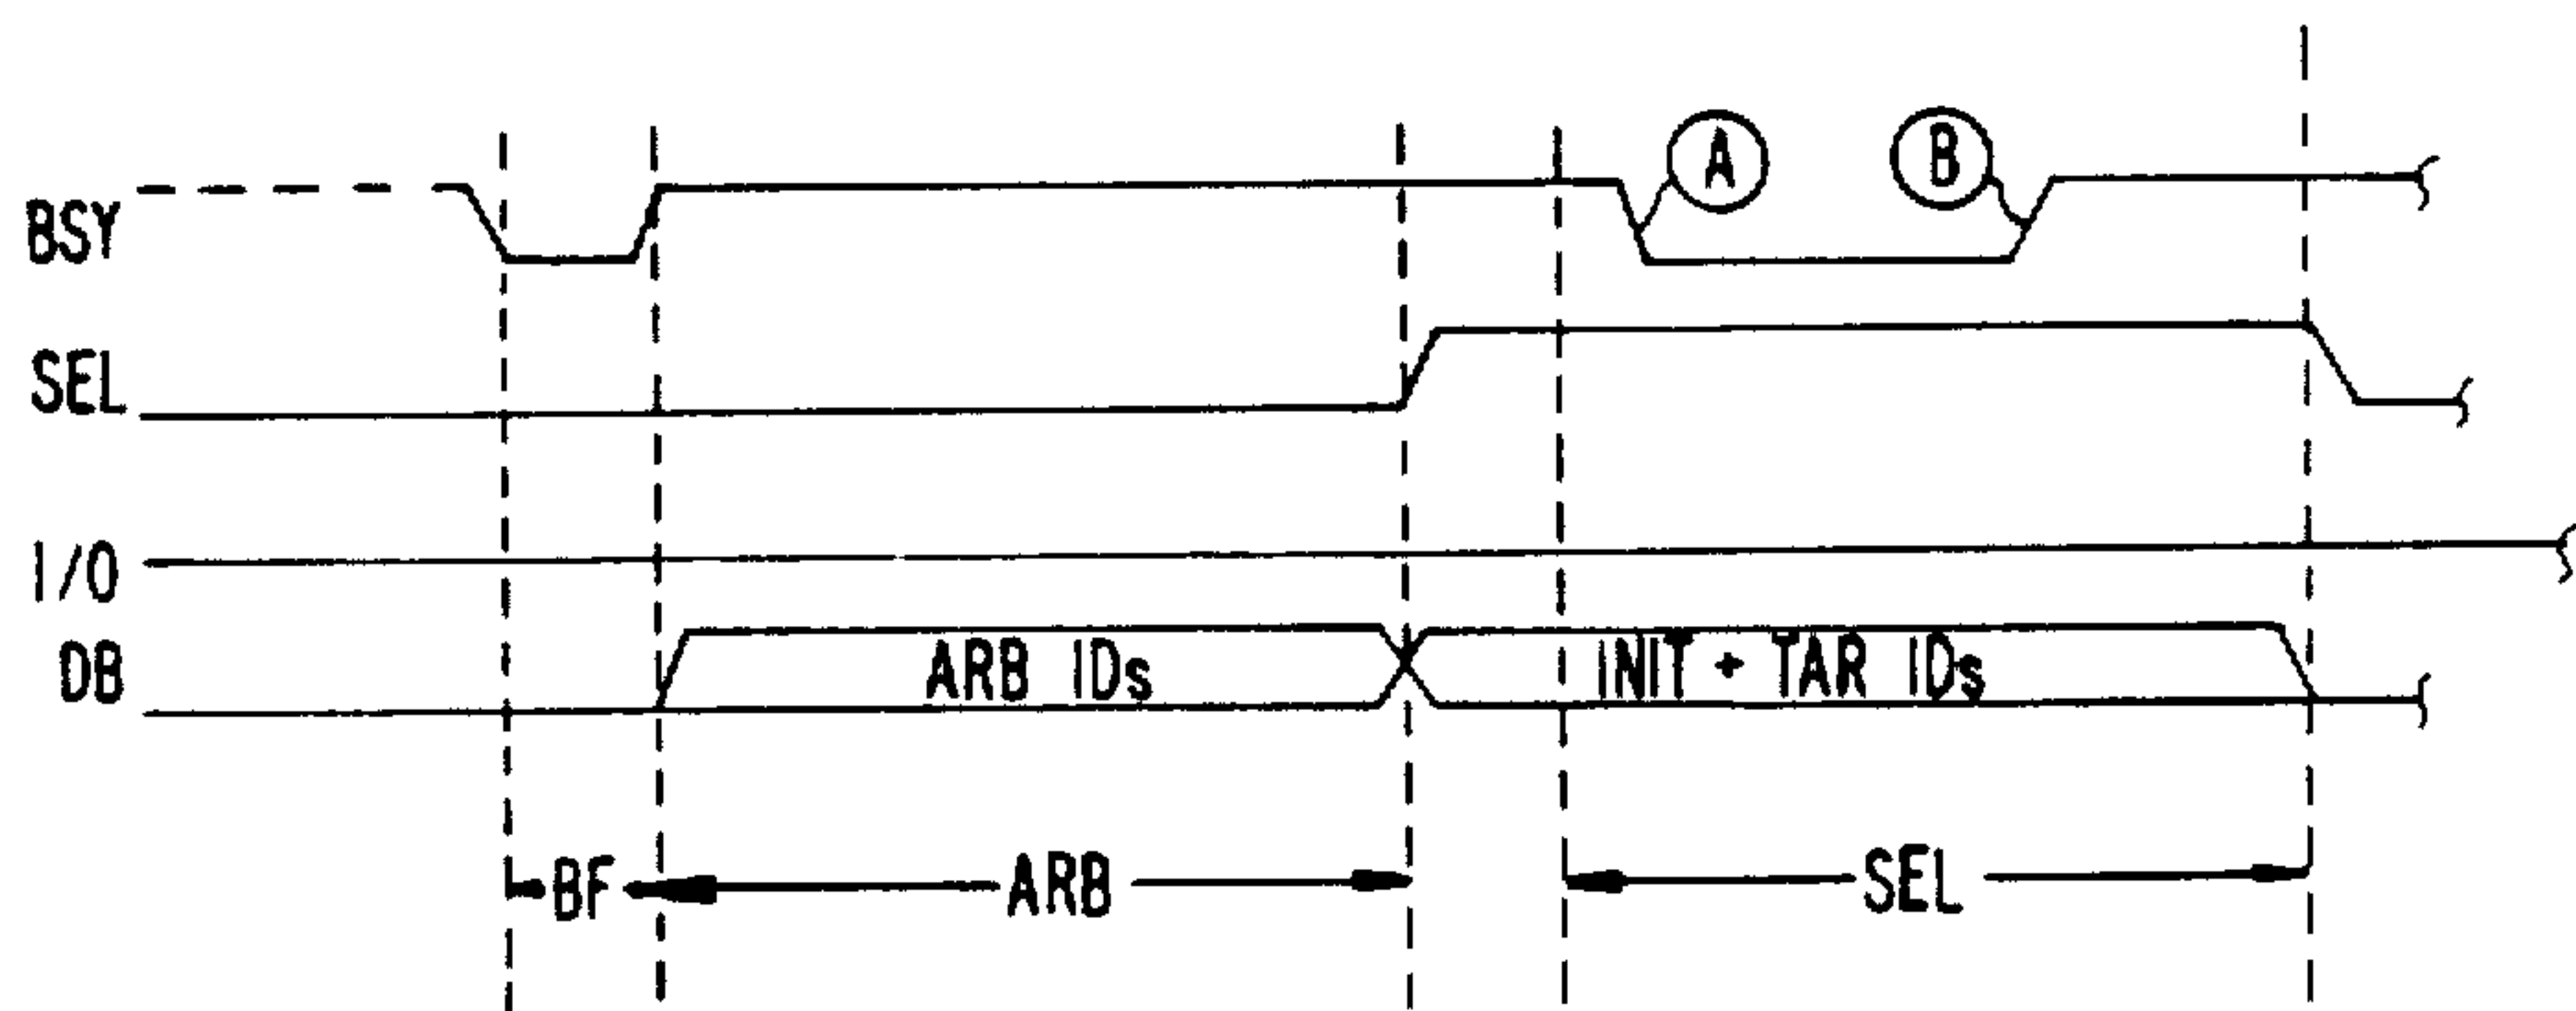 A B
BSY
SEL
I/O
DB ARB IDs INIT + TAR IDs
BF ARB SEL